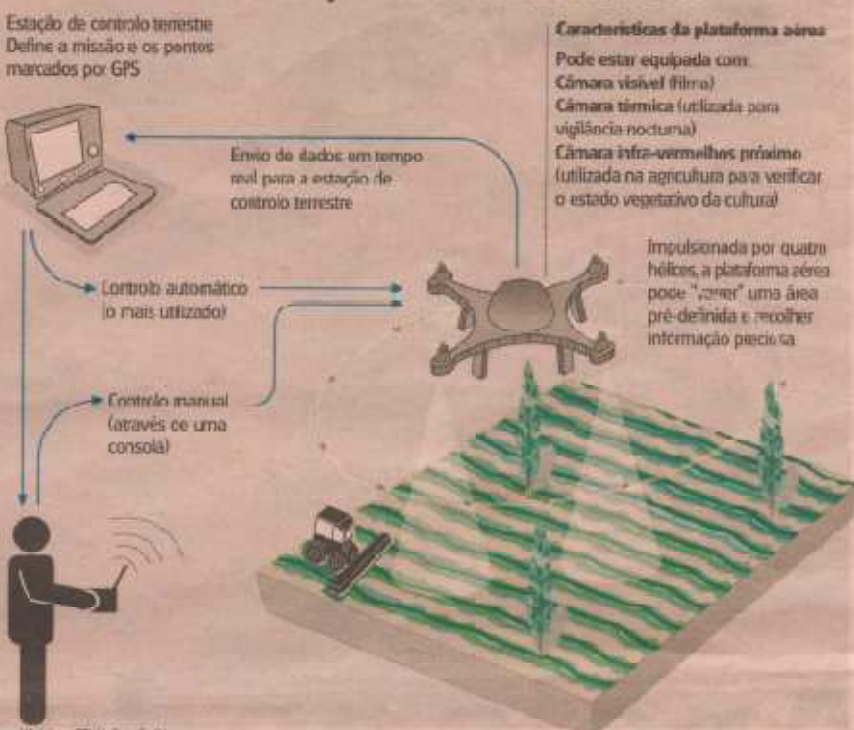 Estação de controlo terrestre
Define a missão e os pontos
marcados por GPS
Envio de dados em tempo
real para a estação de
controlo terrestre
Controlo automático
(o mais utilizado)
Controlo manual
(através de uma
consola)
Características da plataforma aérea
Pode estar equipada com:
Câmara visível (filma)
Câmara térmica (utilizada para
vigilância nocturna)
Câmara infra-vermelhos próximo
(utilizada na agricultura para verificar
o estado vegetativo da cultura)
Impulsionada por quatro
hélices, a plataforma aérea
pode "varrer" uma área
pré-definida e recolher
informação precisa